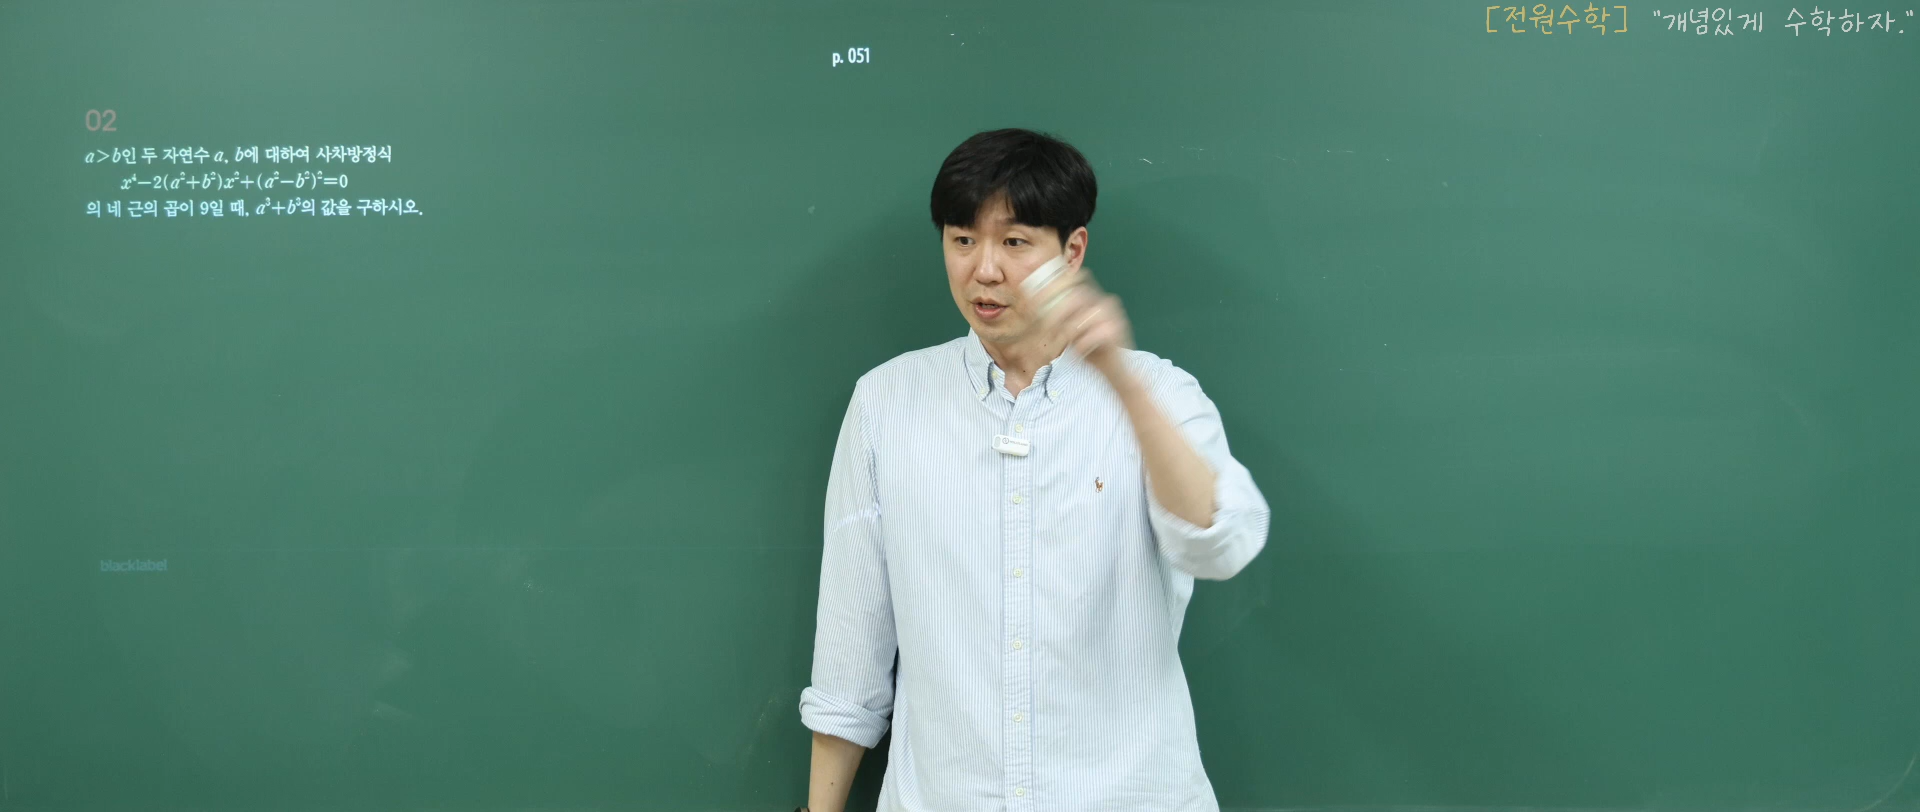 [전원수학] "개념있게 수학하자."
p. 051
02
a>b인 두 자연수 a, b에 대하여 사차방정식
x⁴-2(a²+b²)x²+(a²-b²)²=0
의 네 근의 곱이 9일 때, a³+b³의 값을 구하시오.
blacklabel